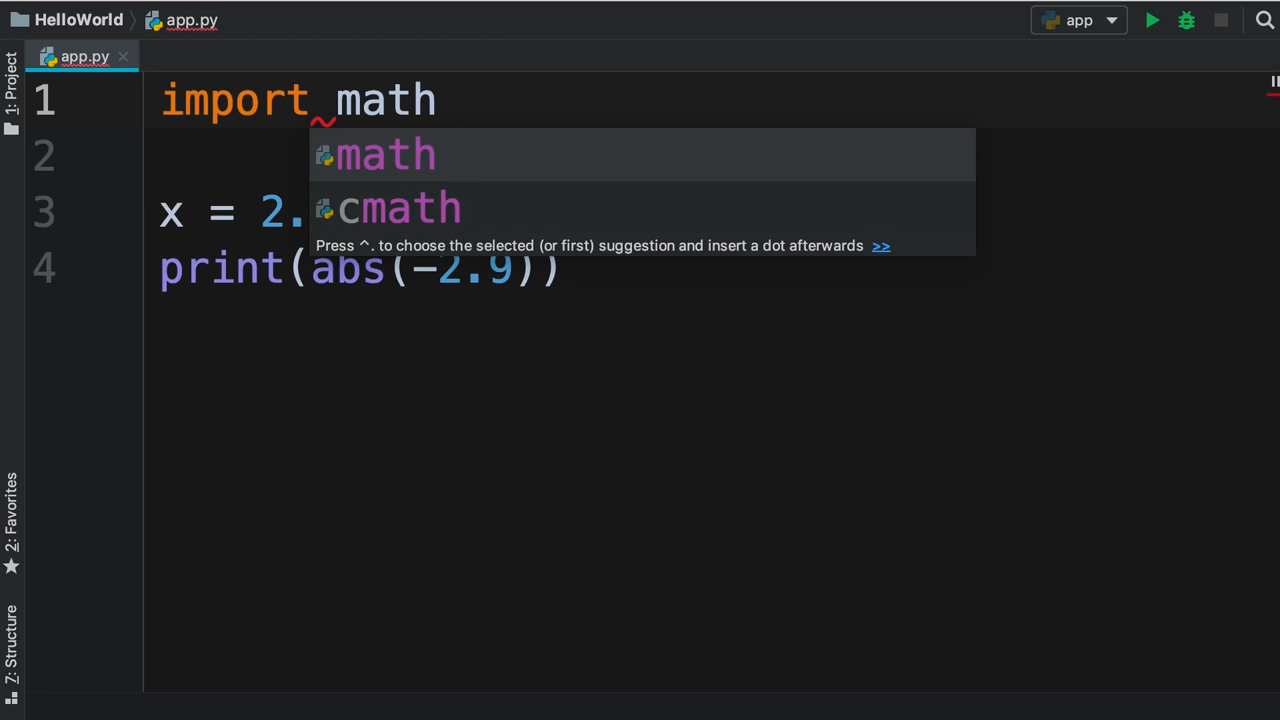 HelloWorld app.py app
app.py
1: Project
1 import math
math
2
cmath
3 x = 2.
Press ^. to choose the selected (or first) suggestion and insert a dot afterwards >>
4 print(abs(-2.9))
2: Favorites
7: Structure